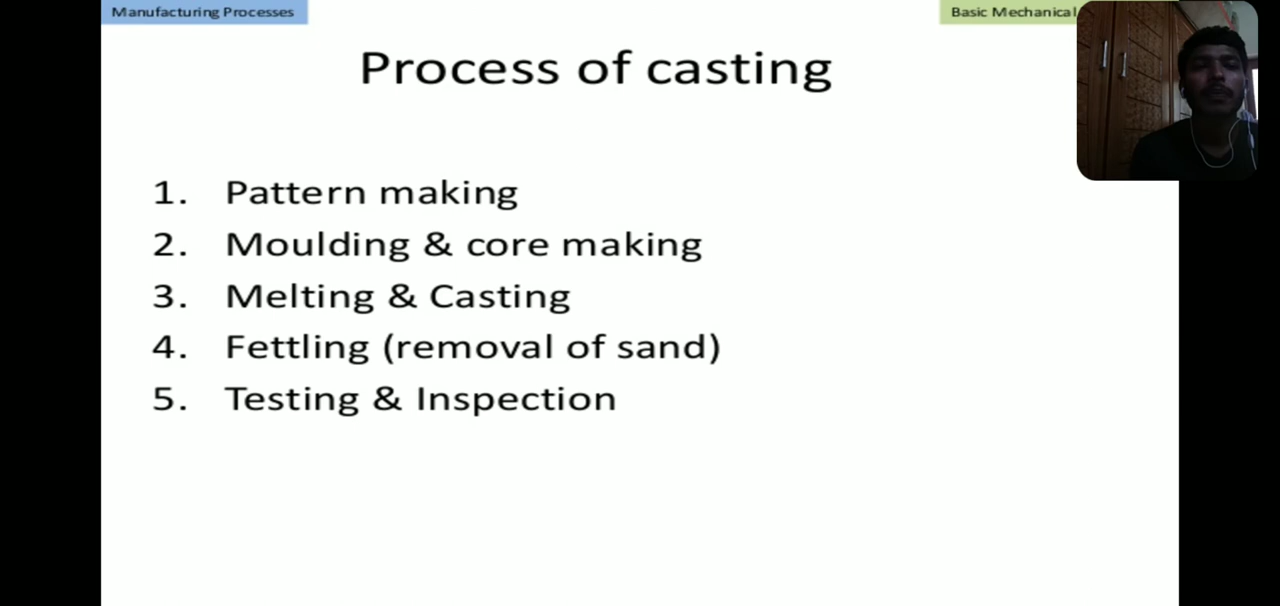 Manufacturing Processes
Basic Mechanical
Process of casting
1. Pattern making
2. Moulding & core making
3. Melting & Casting
4. Fettling (removal of sand)
5. Testing & Inspection